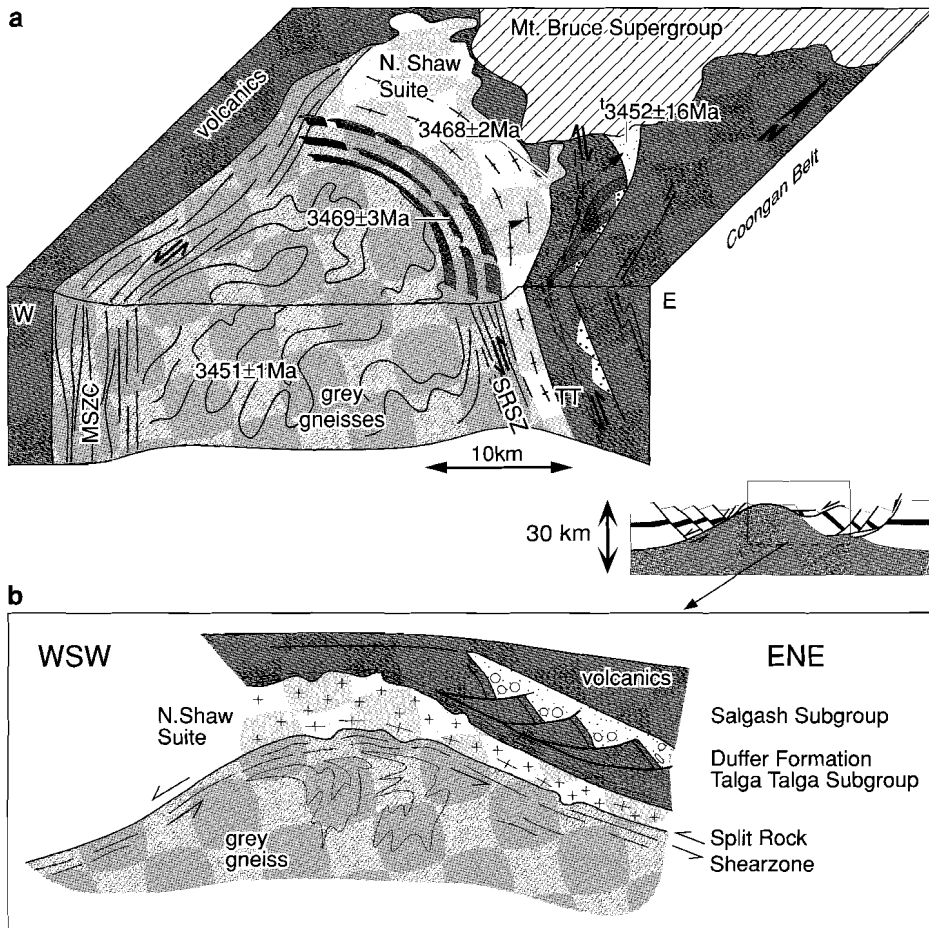 a
Mt. Bruce Supergroup
N. Shaw
Suite
volcanics
3468±2Ma
t3452±16Ma
3469±3Ma
Coongan Belt
W
E
3451±1Ma
grey
gneisses
MSZC
SRSZ
TT
10km
30 km
b
WSW
ENE
volcanics
N.Shaw
Suite
Salgash Subgroup
Duffer Formation
Talga Talga Subgroup
grey
gneiss
Split Rock
Shearzone